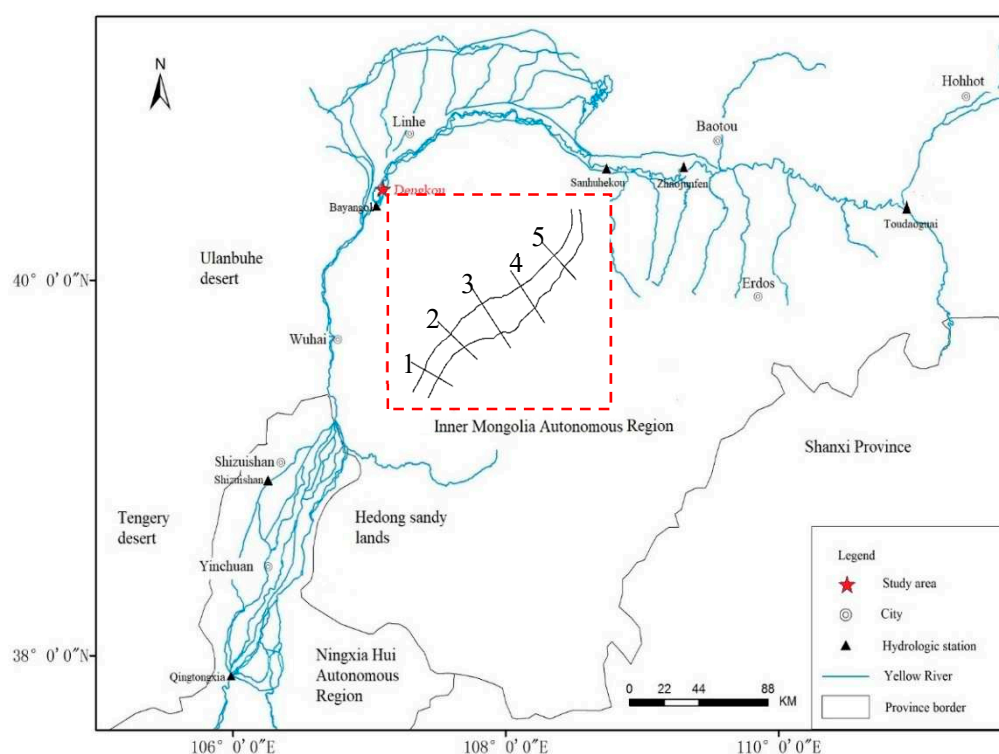 N
Hohhot
Linhe
Baotou
Sanhuhekou
Zhaojunfen
Dengkou
Bayangol
Toudaoguai
Ulanbuhe
desert
40° 0'0"N
Erdos
5
4
3
2
1
Wuhai
Inner Mongolia Autonomous Region
Shanxi Province
Shizuishan
Shizuishan
Tengery
desert
Hedong sandy
lands
Yinchuan
Legend
Study area
City
Hydrologic station
Yellow River
Province border
38° 0'0"N
Qingtongxia
Ningxia Hui
Autonomous
Region
0 22 44 88
KM
106° 0'0"E
108° 0'0"E
110° 0'0"E